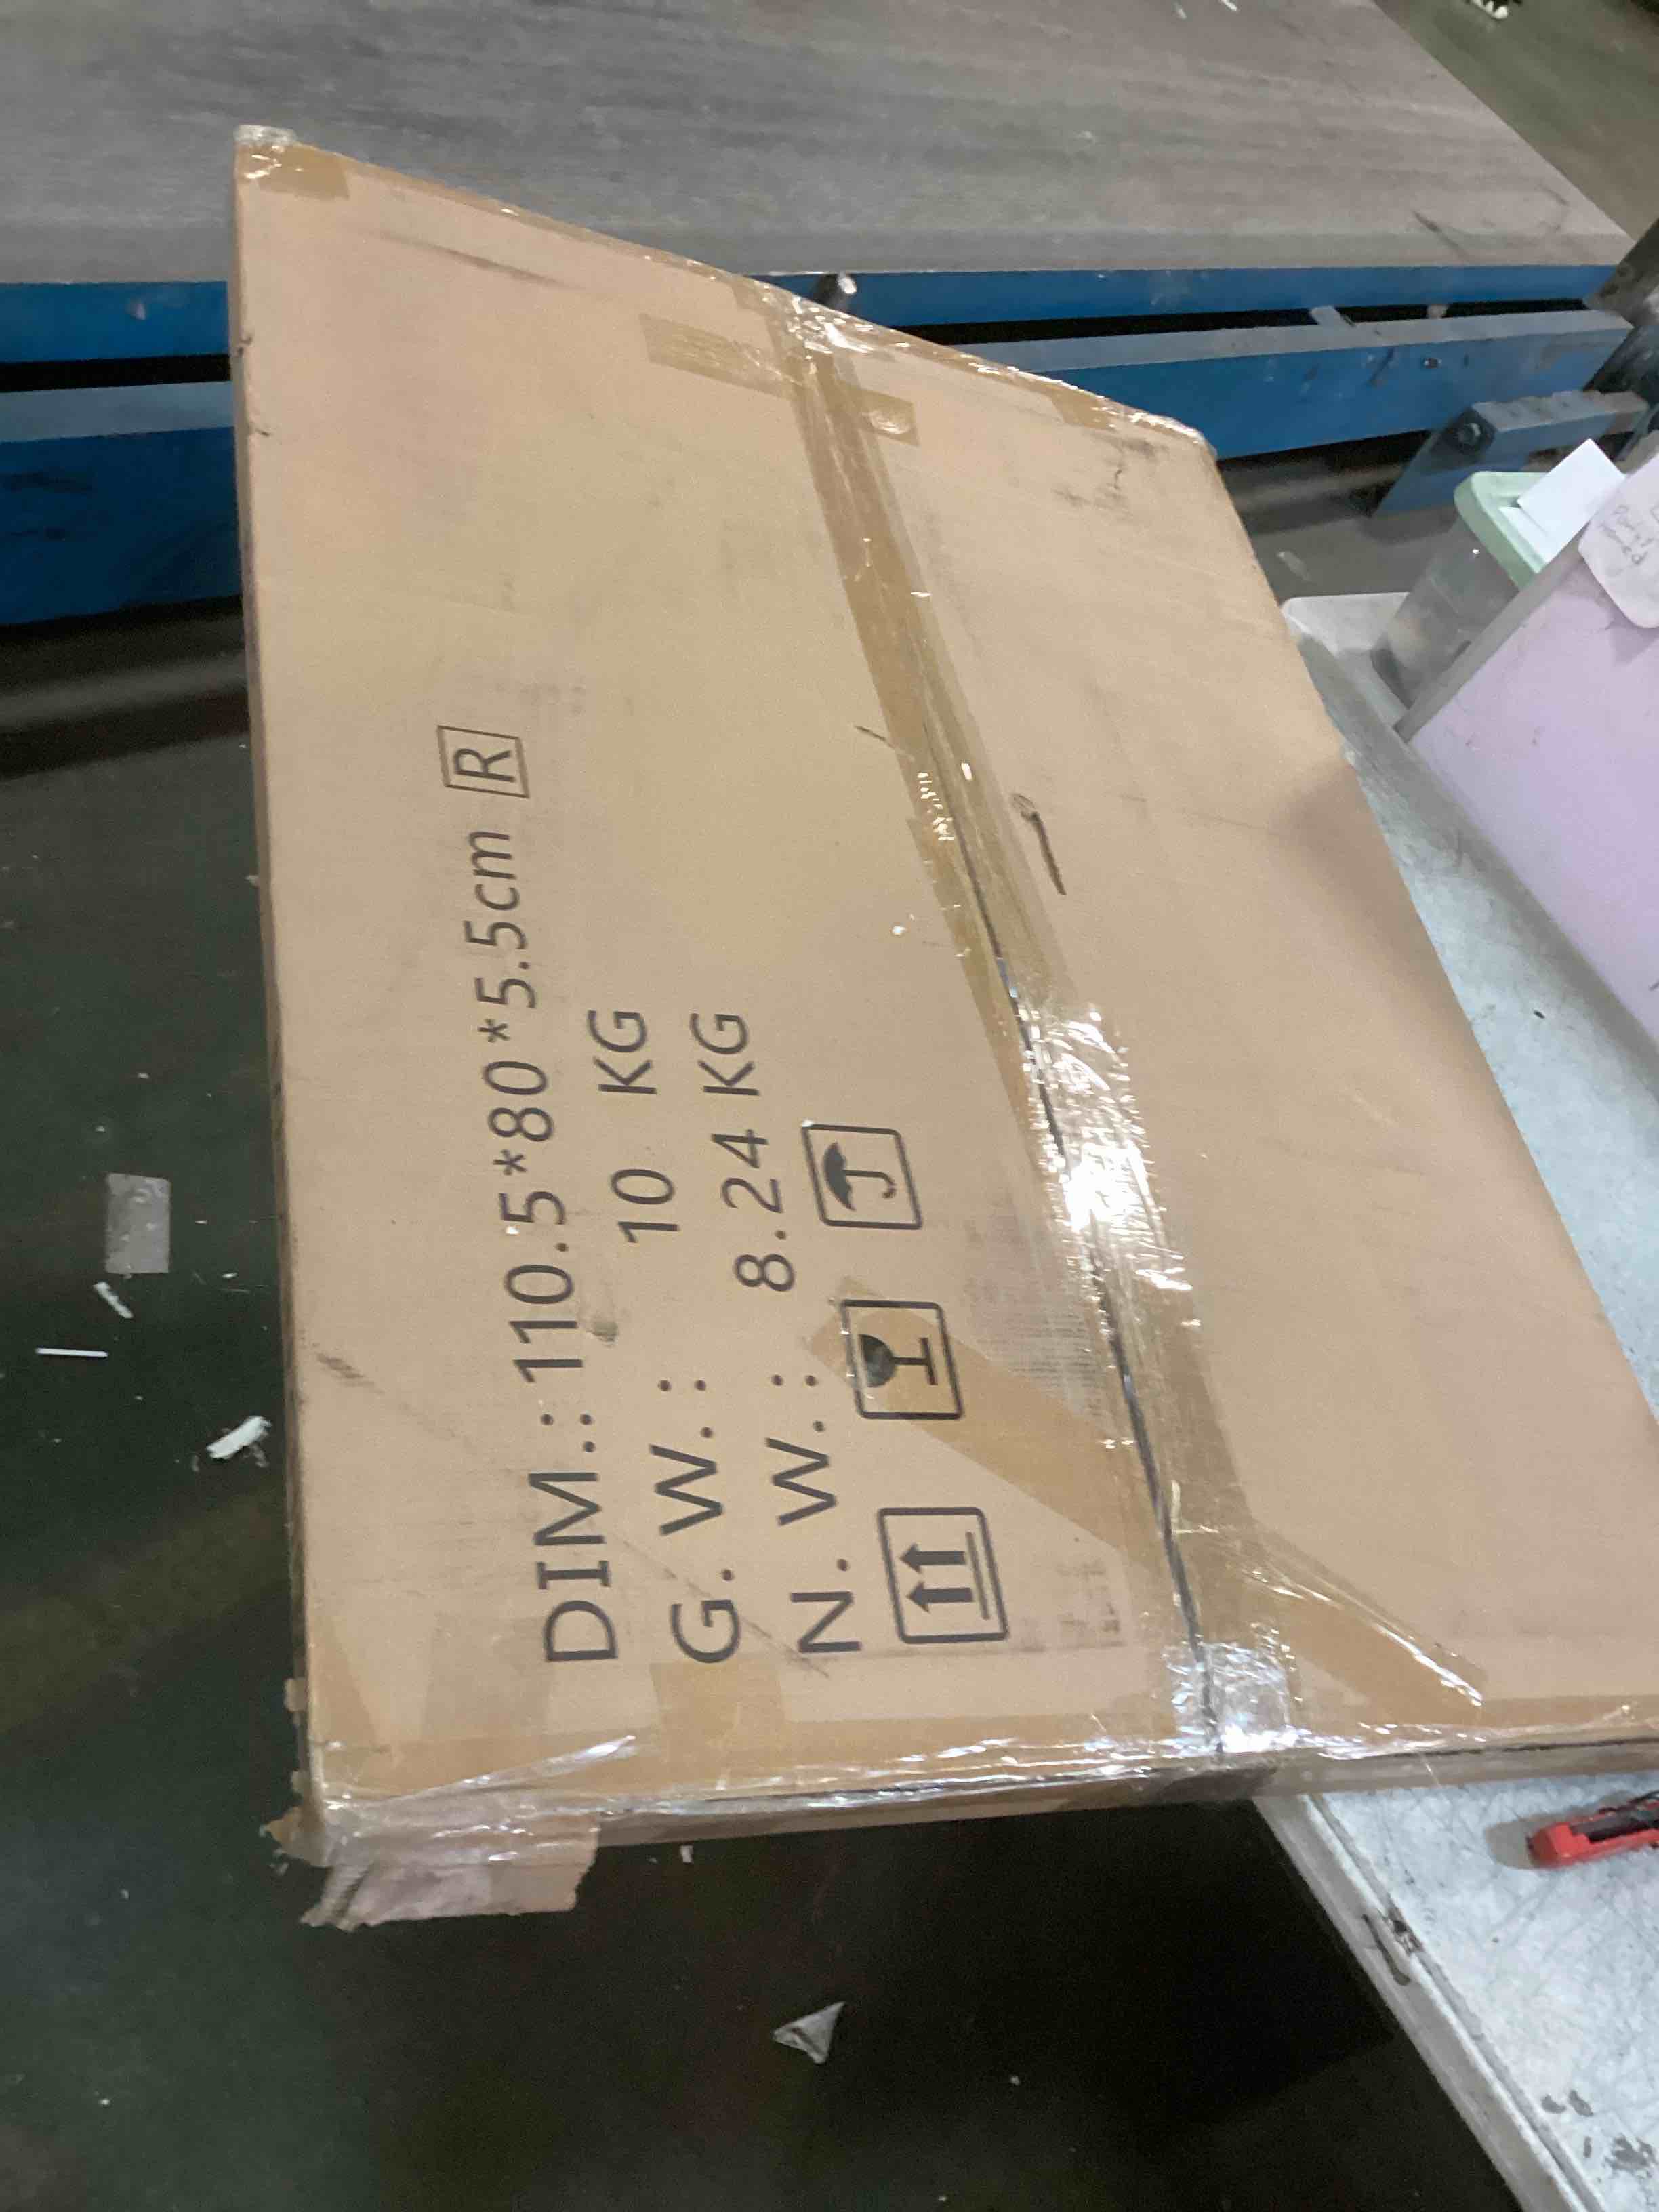 DIM.:110.5*80*5.5cm R
G. W.: 10 KG
N. W.: 8.24 KG